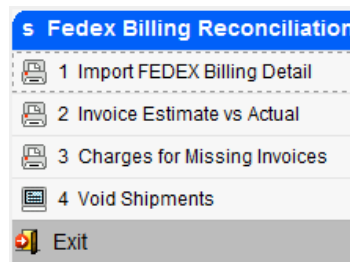 s Fedex Billing Reconciliation
1 Import FEDEX Billing Detail
2 Invoice Estimate vs Actual
3 Charges for Missing Invoices
4 Void Shipments
Exit